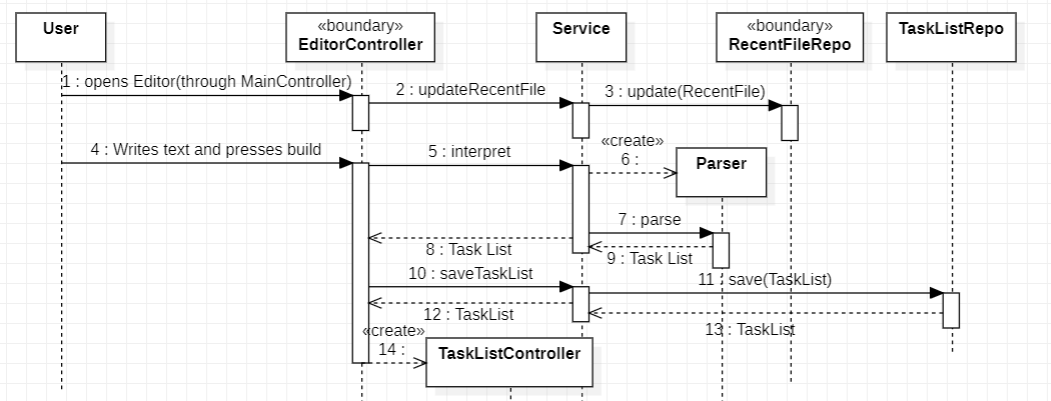 User
«boundary»
EditorController
Service
«boundary»
RecentFileRepo
TaskListRepo
1 : opens Editor(through MainController)
2 : updateRecentFile
3 : update(RecentFile)
4 : Writes text and presses build
5 : interpret
«create»
6 :
Parser
7 : parse
8 : Task List
9 : Task List
10 : saveTaskList
11 : save(TaskList)
12 : TaskList
13 : TaskList
«create»
14 :
TaskListController